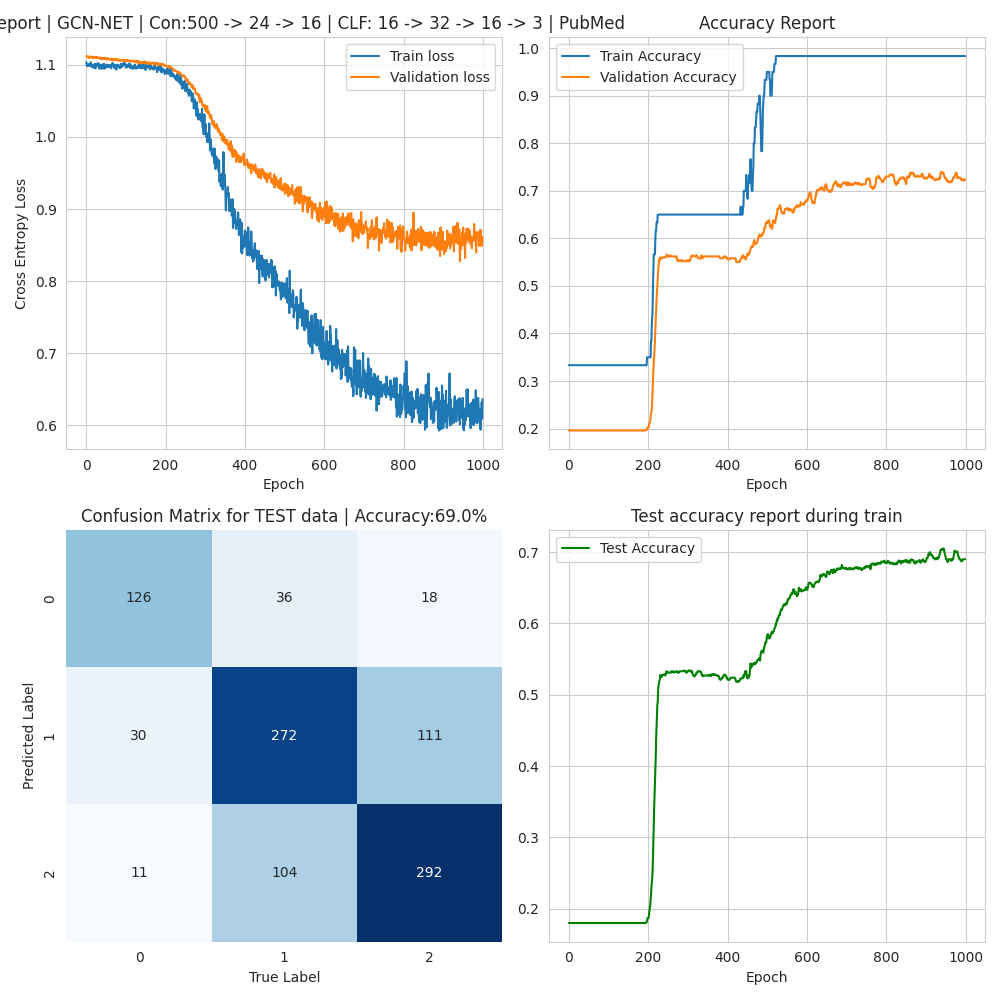 eport | GCN-NET | Con:500 -> 24 -> 16 | CLF: 16 -> 32 -> 16 -> 3 | PubMed
Accuracy Report
Train loss
Validation loss
Cross Entropy Loss
1.1
1.0
0.9
0.8
0.7
0.6
0 200 400 600 800 1000
Epoch
Train Accuracy
Validation Accuracy
1.0
0.9
0.8
0.7
0.6
0.5
0.4
0.3
0.2
0 200 400 600 800 1000
Epoch
Confusion Matrix for TEST data | Accuracy:69.0%
Predicted Label
0
126 36 18
1
30 272 111
2
11 104 292
0 1 2
True Label
Test accuracy report during train
Test Accuracy
0.7
0.6
0.5
0.4
0.3
0.2
0 200 400 600 800 1000
Epoch